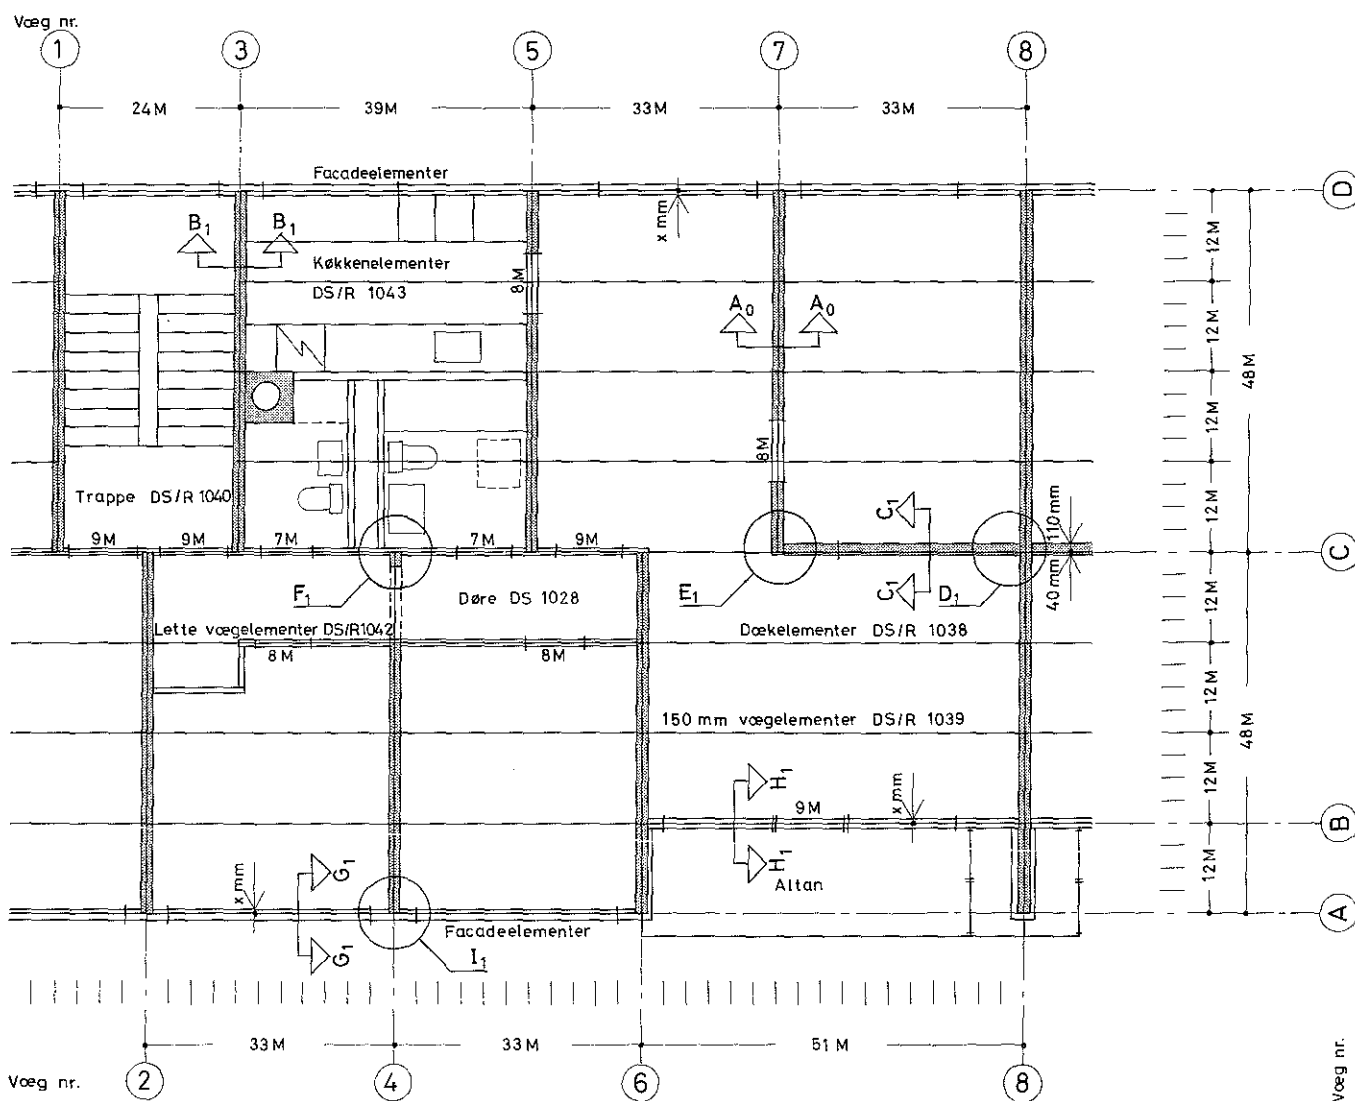 Væg nr.
1
3
5
7
8
24M
39M
33M
33M
Facadeelementer
D
x mm
12M
B1
B1
Køkkenelementer
DS/R 1043
8M
A0
A0
12M
48M
12M
8M
Trappe DS/R 1040
C1
110mm
12M
9M
9M
7M
7M
9M
C
F1
Døre DS 1028
E1
C1
D1
40mm
12M
Lette vægelementer DS/R1042
Dækelementer DS/R 1038
8M
8M
12M
150 mm vægelementer DS/R 1039
48M
H1
9M
x mm
12M
B
x mm
G1
H1
Altan
12M
A
Facadeelementer
G1
I1
33M
33M
51M
Væg nr.
2
4
6
8
Væg nr.